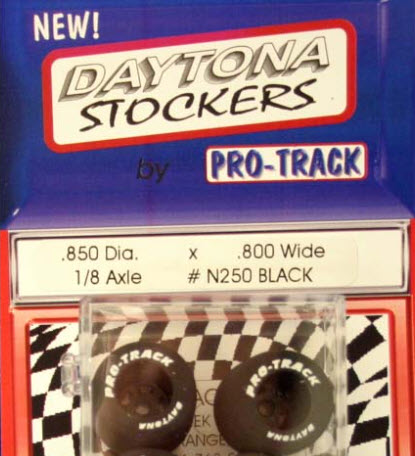 NEW!
DAYTONA
STOCKERS
by PRO-TRACK
.850 Dia. x .800 Wide
1/8 Axle # N250 BLACK
PRO-TRACK
DAYTONA
PRO-TRACK
DAYTONA